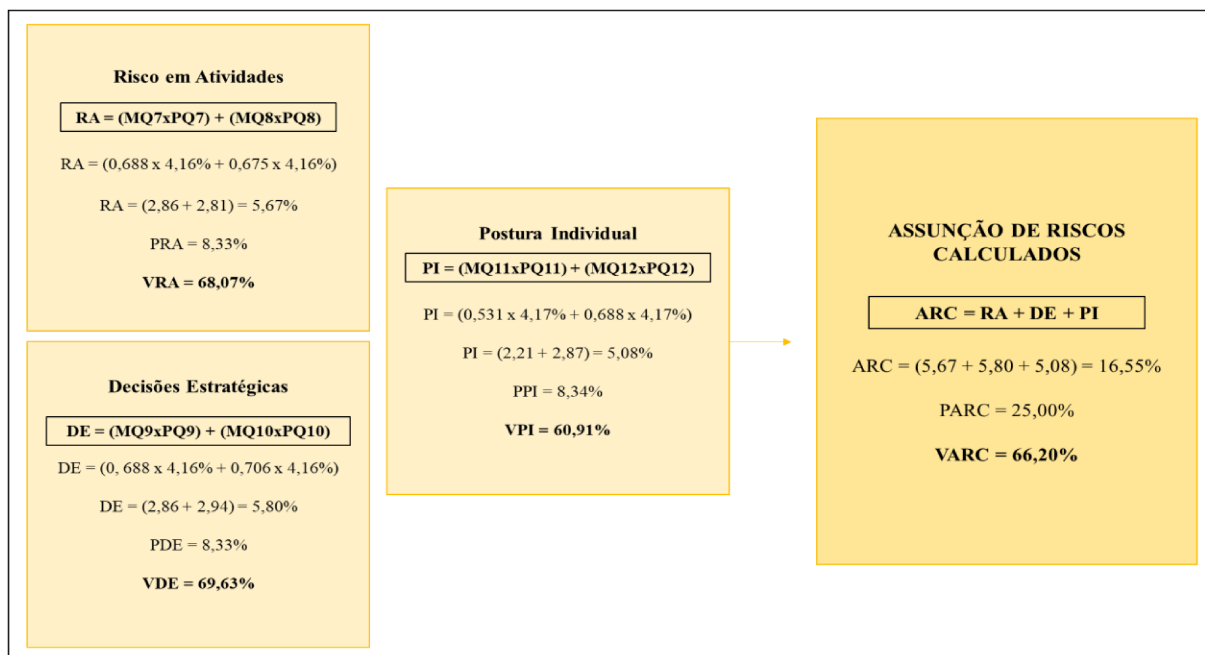 Risco em Atividades
RA = (MQ7xPQ7) + (MQ8xPQ8)
RA = (0,688 x 4,16% + 0,675 x 4,16%)
RA = (2,86 + 2,81) = 5,67%
PRA = 8,33%
VRA = 68,07%
Decisões Estratégicas
DE = (MQ9xPQ9) + (MQ10xPQ10)
DE = (0, 688 x 4,16% + 0,706 x 4,16%)
DE = (2,86 + 2,94) = 5,80%
PDE = 8,33%
VDE = 69,63%
Postura Individual
PI = (MQ11xPQ11) + (MQ12xPQ12)
PI = (0,531 x 4,17% + 0,688 x 4,17%)
PI = (2,21 + 2,87) = 5,08%
PPI = 8,34%
VPI = 60,91%
ASSUNÇÃO DE RISCOS
CALCULADOS
ARC = RA + DE + PI
ARC = (5,67 + 5,80 + 5,08) = 16,55%
PARC = 25,00%
VARC = 66,20%